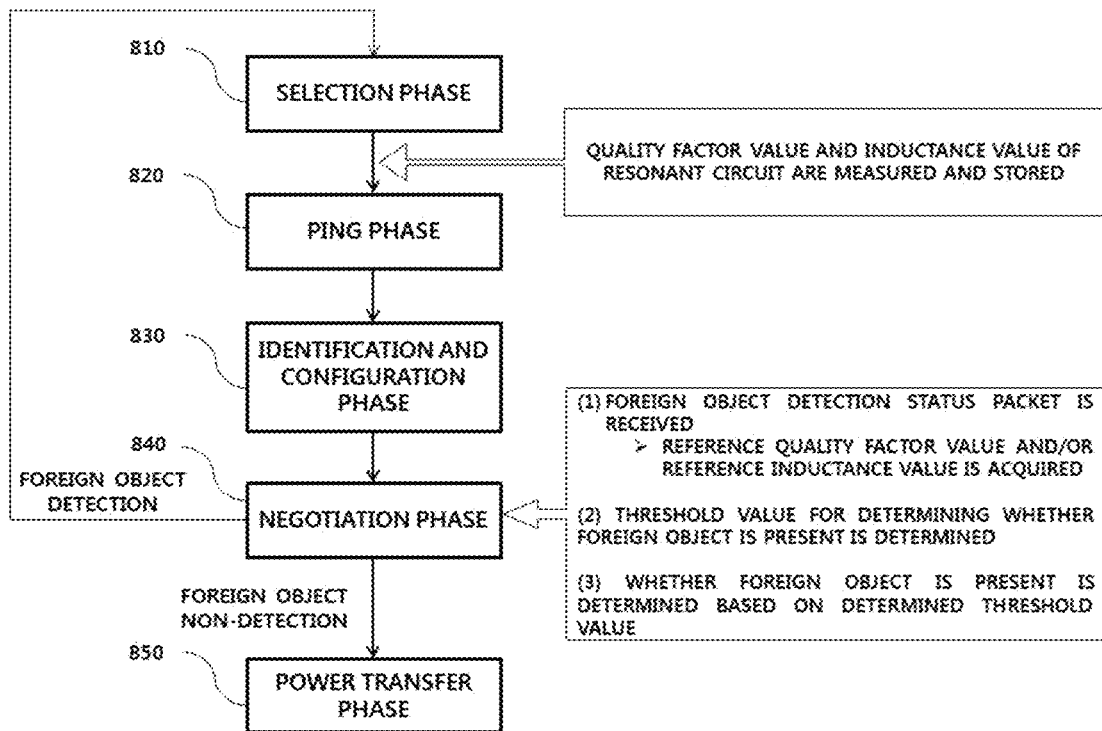 810
SELECTION PHASE
QUALITY FACTOR VALUE AND INDUCTANCE VALUE OF
RESONANT CIRCUIT ARE MEASURED AND STORED
820
PING PHASE
830
IDENTIFICATION AND
CONFIGURATION
PHASE
(1) FOREIGN OBJECT DETECTION STATUS PACKET IS
RECEIVED
➢ REFERENCE QUALITY FACTOR VALUE AND/OR
REFERENCE INDUCTANCE VALUE IS ACQUIRED
(2) THRESHOLD VALUE FOR DETERMINING WHETHER
FOREIGN OBJECT IS PRESENT IS DETERMINED
(3) WHETHER FOREIGN OBJECT IS PRESENT IS
DETERMINED BASED ON DETERMINED THRESHOLD
VALUE
840
FOREIGN OBJECT
DETECTION
NEGOTIATION PHASE
FOREIGN OBJECT
NON-DETECTION
850
POWER TRANSFER
PHASE